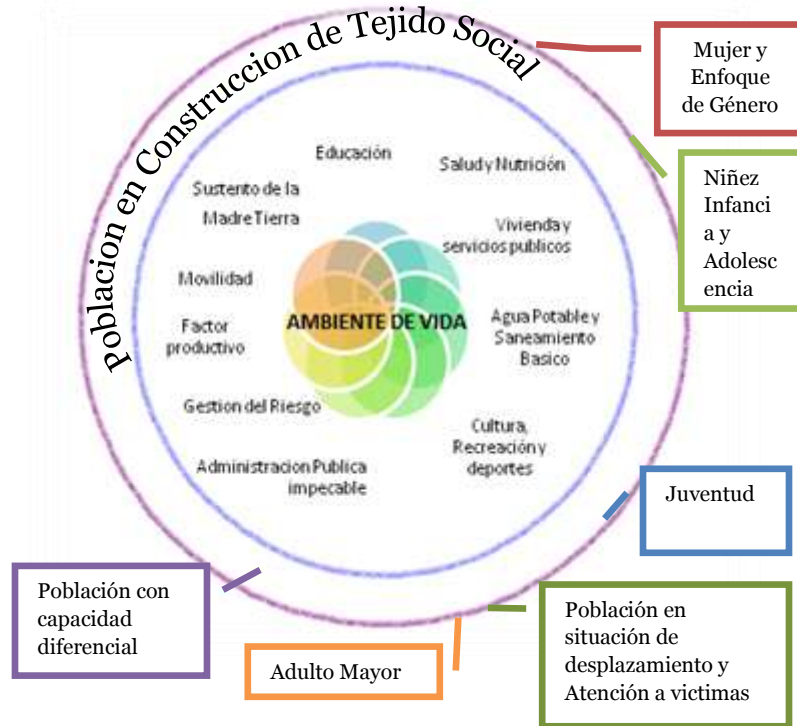 Poblacion en Construccion de Tejido Social
Mujer y
Enfoque
de Género
Niñez
Infanci
a y
Adolesc
encia
Educación
Salud y Nutrición
Sustento de la
Madre Tierra
Vivienda y
servicios publicos
Movilidad
AMBIENTE DE VIDA
Factor
productivo
Agua Potable y
Saneamiento
Basico
Gestion del Riesgo
Cultura,
Recreación y
deportes
Administracion Publica
impecable
Juventud
Población con
capacidad
diferencial
Adulto Mayor
Población en
situación de
desplazamiento y
Atención a victimas